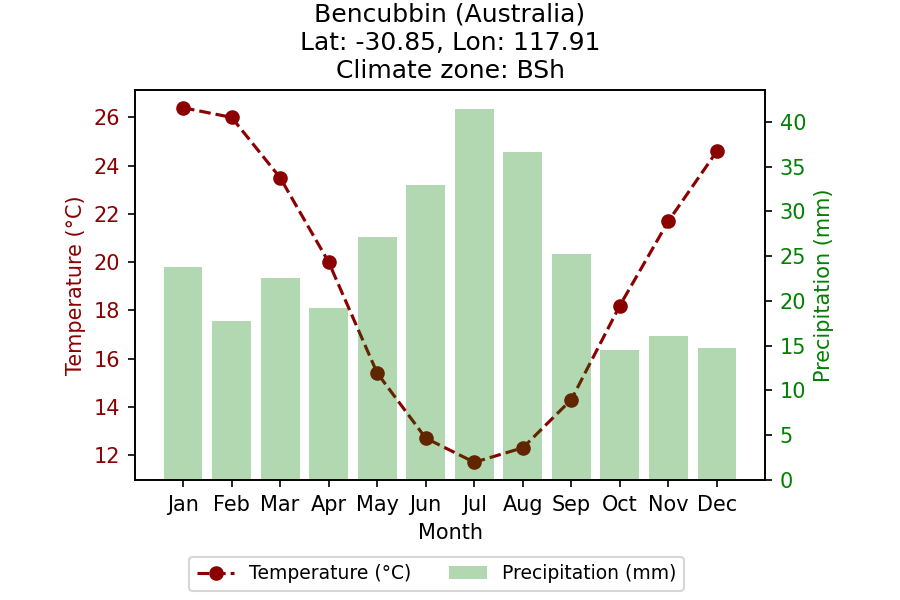 Bencubbin (Australia)
Lat: -30.85, Lon: 117.91
Climate zone: BSh
Temperature (°C)
26
24
22
20
18
16
14
12
Precipitation (mm)
40
35
30
25
20
15
10
5
0
Jan Feb Mar Apr May Jun Jul Aug Sep Oct Nov Dec
Month
Temperature (°C) Precipitation (mm)